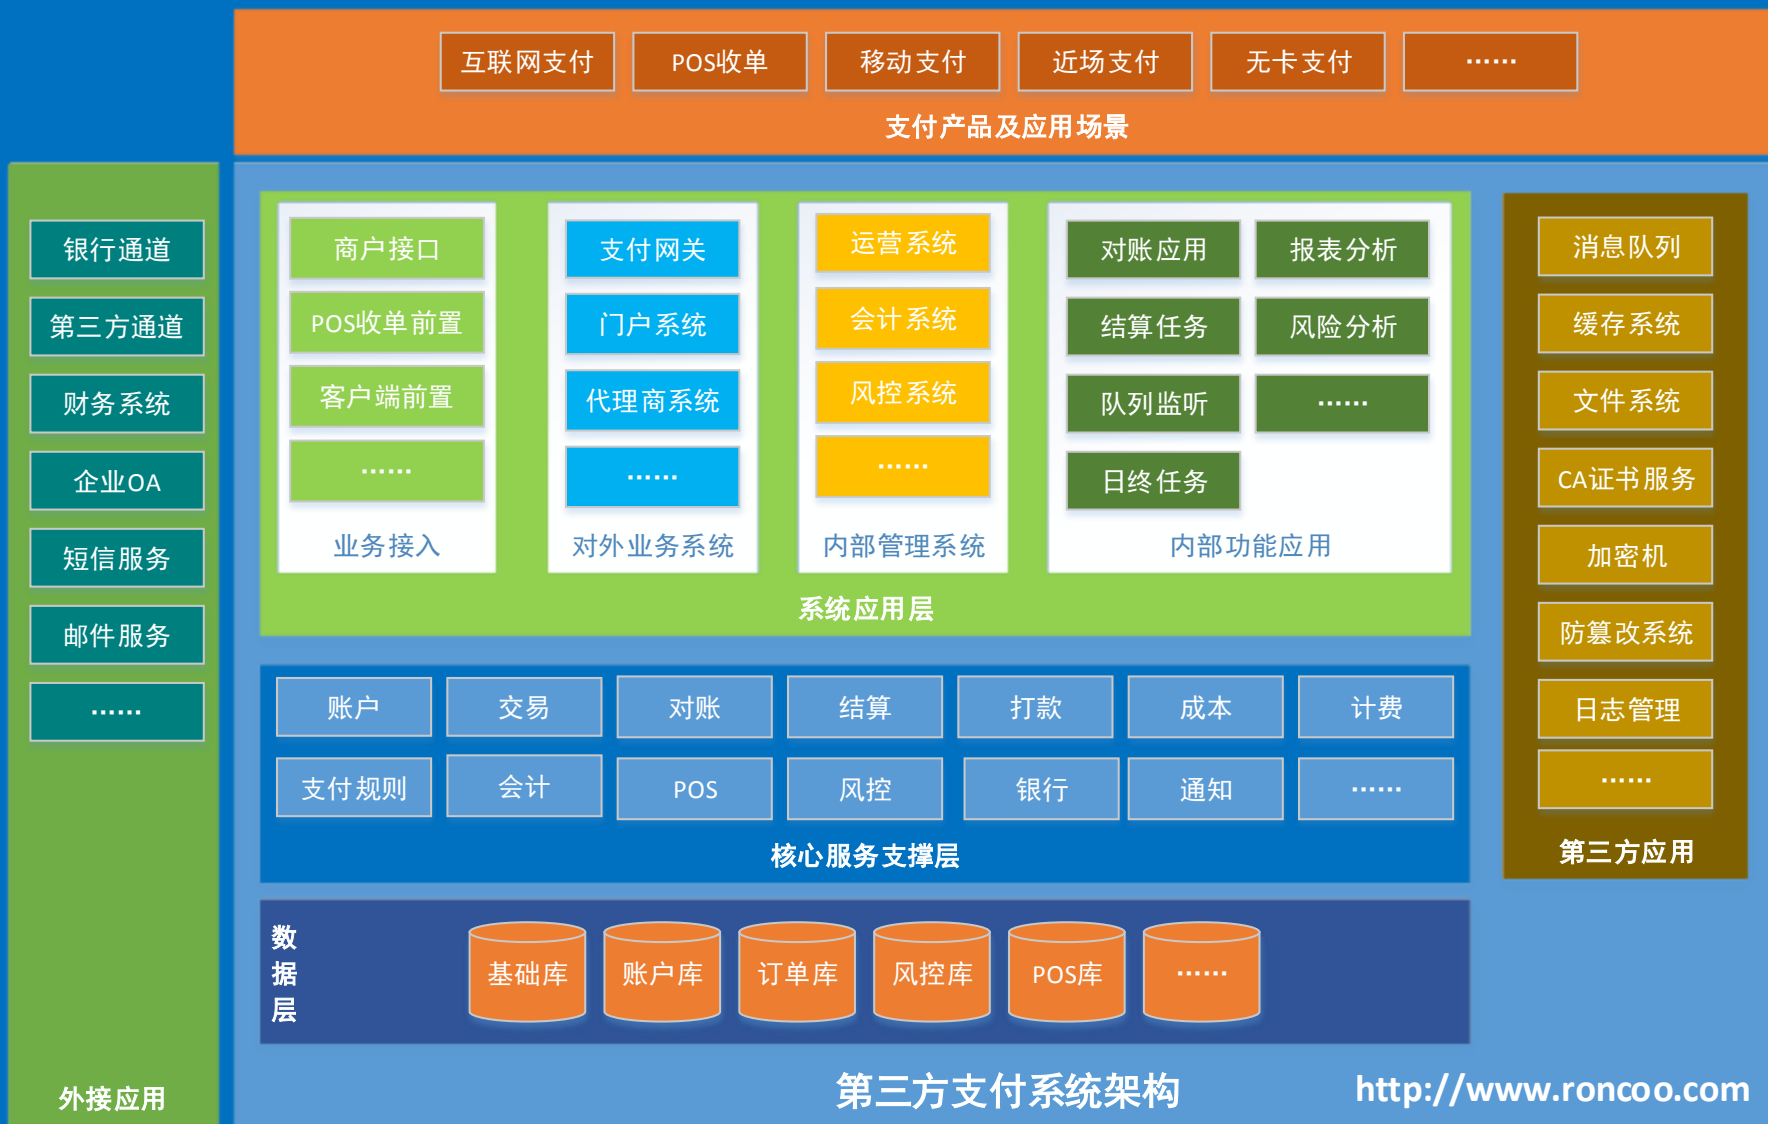 互联网支付
POS收单
移动支付
近场支付
无卡支付
……
支付产品及应用场景
银行通道
第三方通道
财务系统
企业OA
短信服务
邮件服务
……
外接应用
商户接口
POS收单前置
客户端前置
……
业务接入
支付网关
门户系统
代理商系统
……
对外业务系统
运营系统
会计系统
风控系统
……
内部管理系统
对账应用
报表分析
结算任务
风险分析
队列监听
……
日终任务
内部功能应用
系统应用层
账户
交易
对账
结算
打款
成本
计费
支付规则
会计
POS
风控
银行
通知
……
核心服务支撑层
数据层
基础库
账户库
订单库
风控库
POS库
……
消息队列
缓存系统
文件系统
CA证书服务
加密机
防篡改系统
日志管理
……
第三方应用
第三方支付系统架构
http://www.roncoo.com